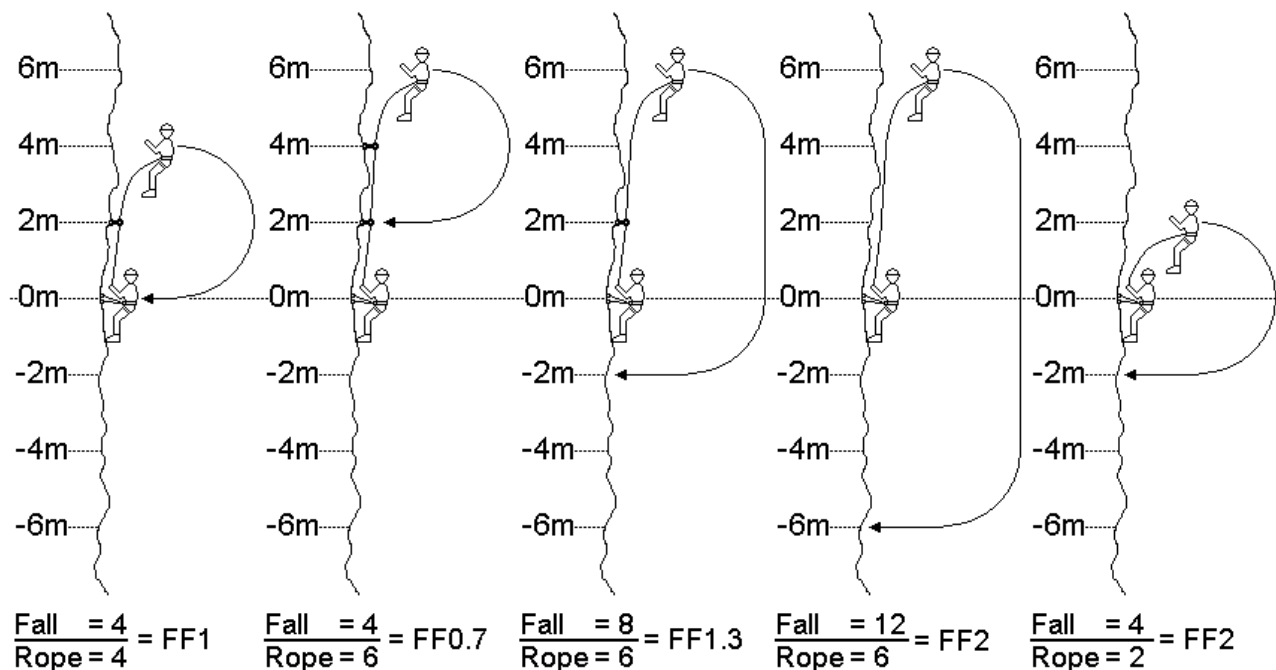 6m
4m
2m
0m
-2m
-4m
-6m
Fall = 4
Rope = 4
= FF1
6m
4m
2m
0m
-2m
-4m
-6m
Fall = 4
Rope = 6
= FF0.7
6m
4m
2m
0m
-2m
-4m
-6m
Fall = 8
Rope = 6
= FF1.3
6m
4m
2m
0m
-2m
-4m
-6m
Fall = 12
Rope = 6
= FF2
6m
4m
2m
0m
-2m
-4m
-6m
Fall = 4
Rope = 2
= FF2